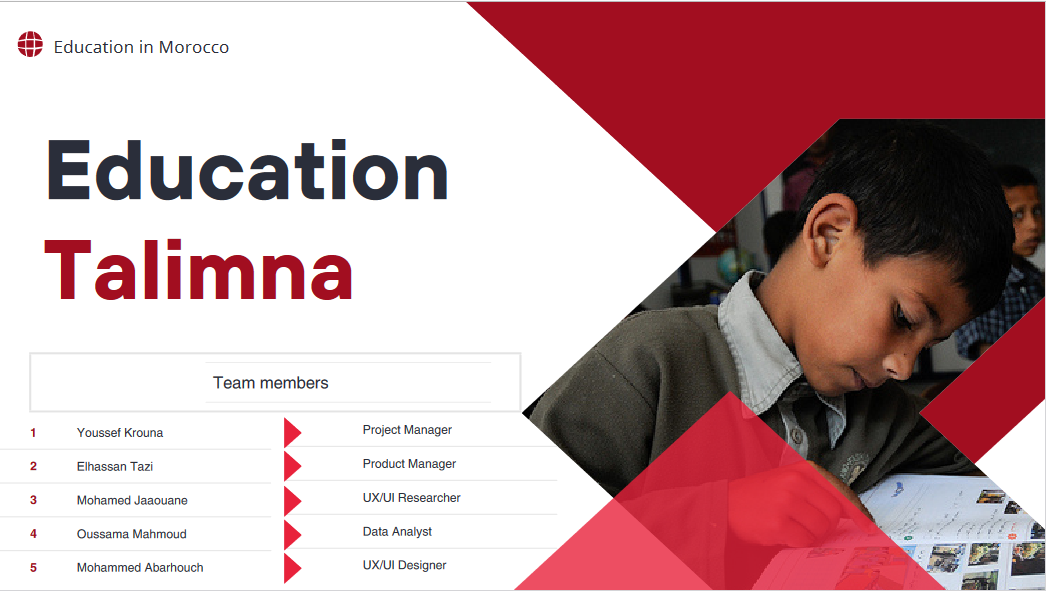 Education in Morocco
Education
Talimna
Team members
1 Youssef Krouna Project Manager
2 Elhassan Tazi Product Manager
3 Mohamed Jaaouane UX/UI Researcher
4 Oussama Mahmoud Data Analyst
5 Mohammed Abarhouch UX/UI Designer